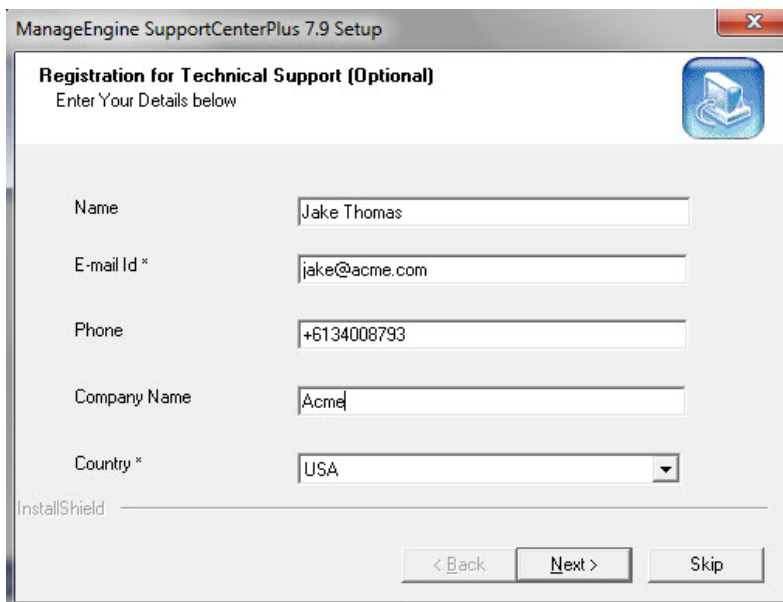 ManageEngine SupportCenterPlus 7.9 Setup
Registration for Technical Support (Optional)
Enter Your Details below
Name
Jake Thomas
E-mail Id *
jake@acme.com
Phone
+6134008793
Company Name
Acme
Country *
USA
InstallShield
< Back
Next >
Skip